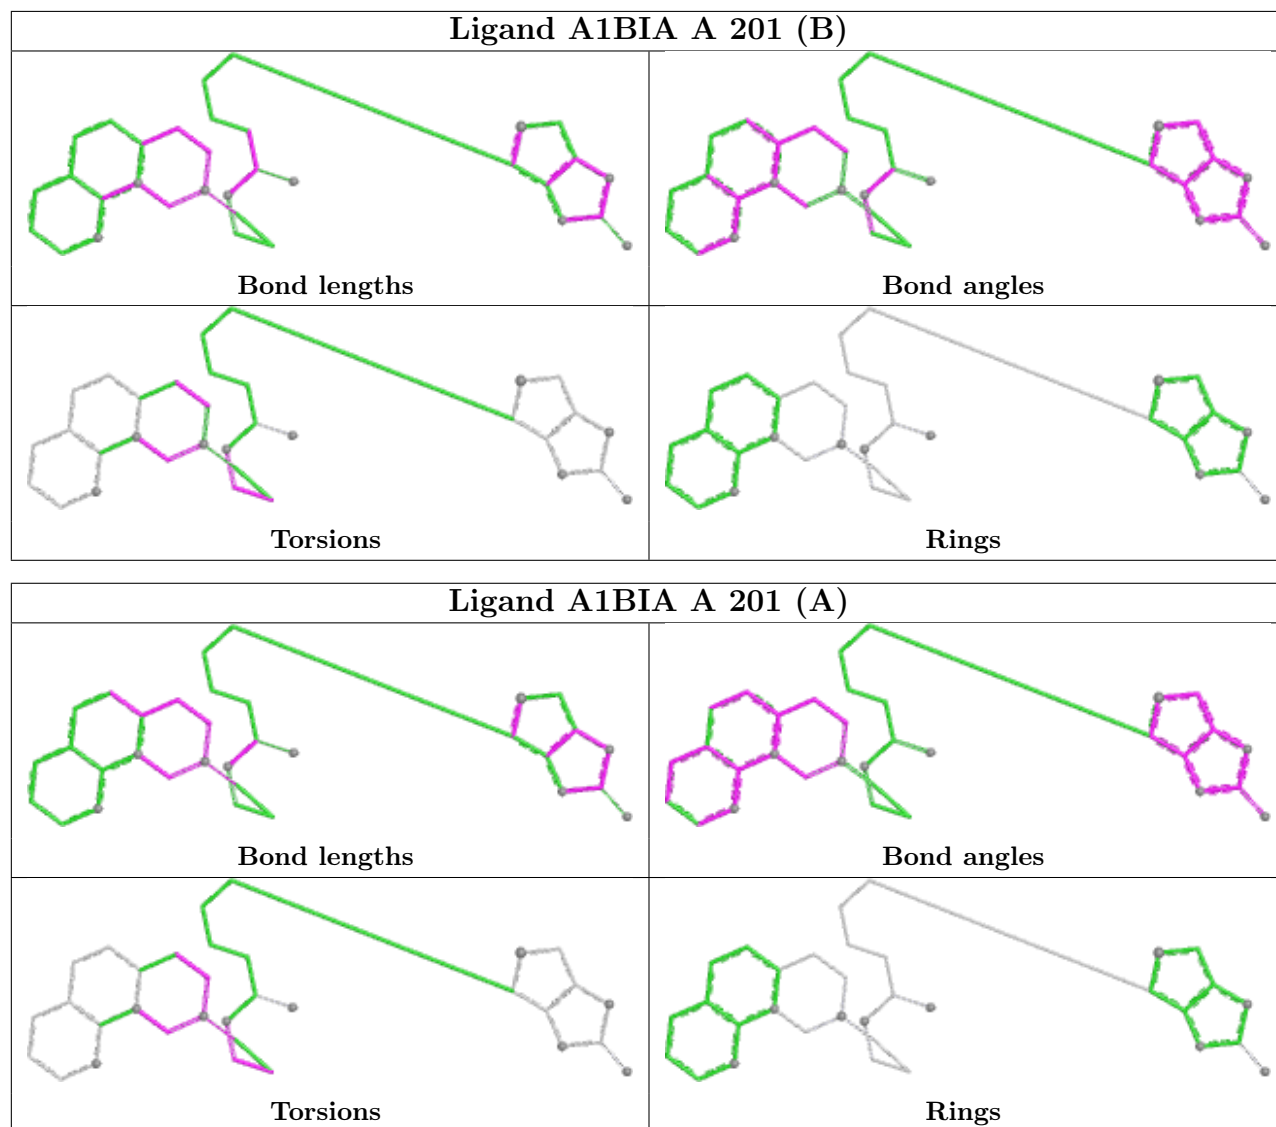 Ligand A1BIA A 201 (B)
Bond lengths
Bond angles
Torsions
Rings
Ligand A1BIA A 201 (A)
Bond lengths
Bond angles
Torsions
Rings